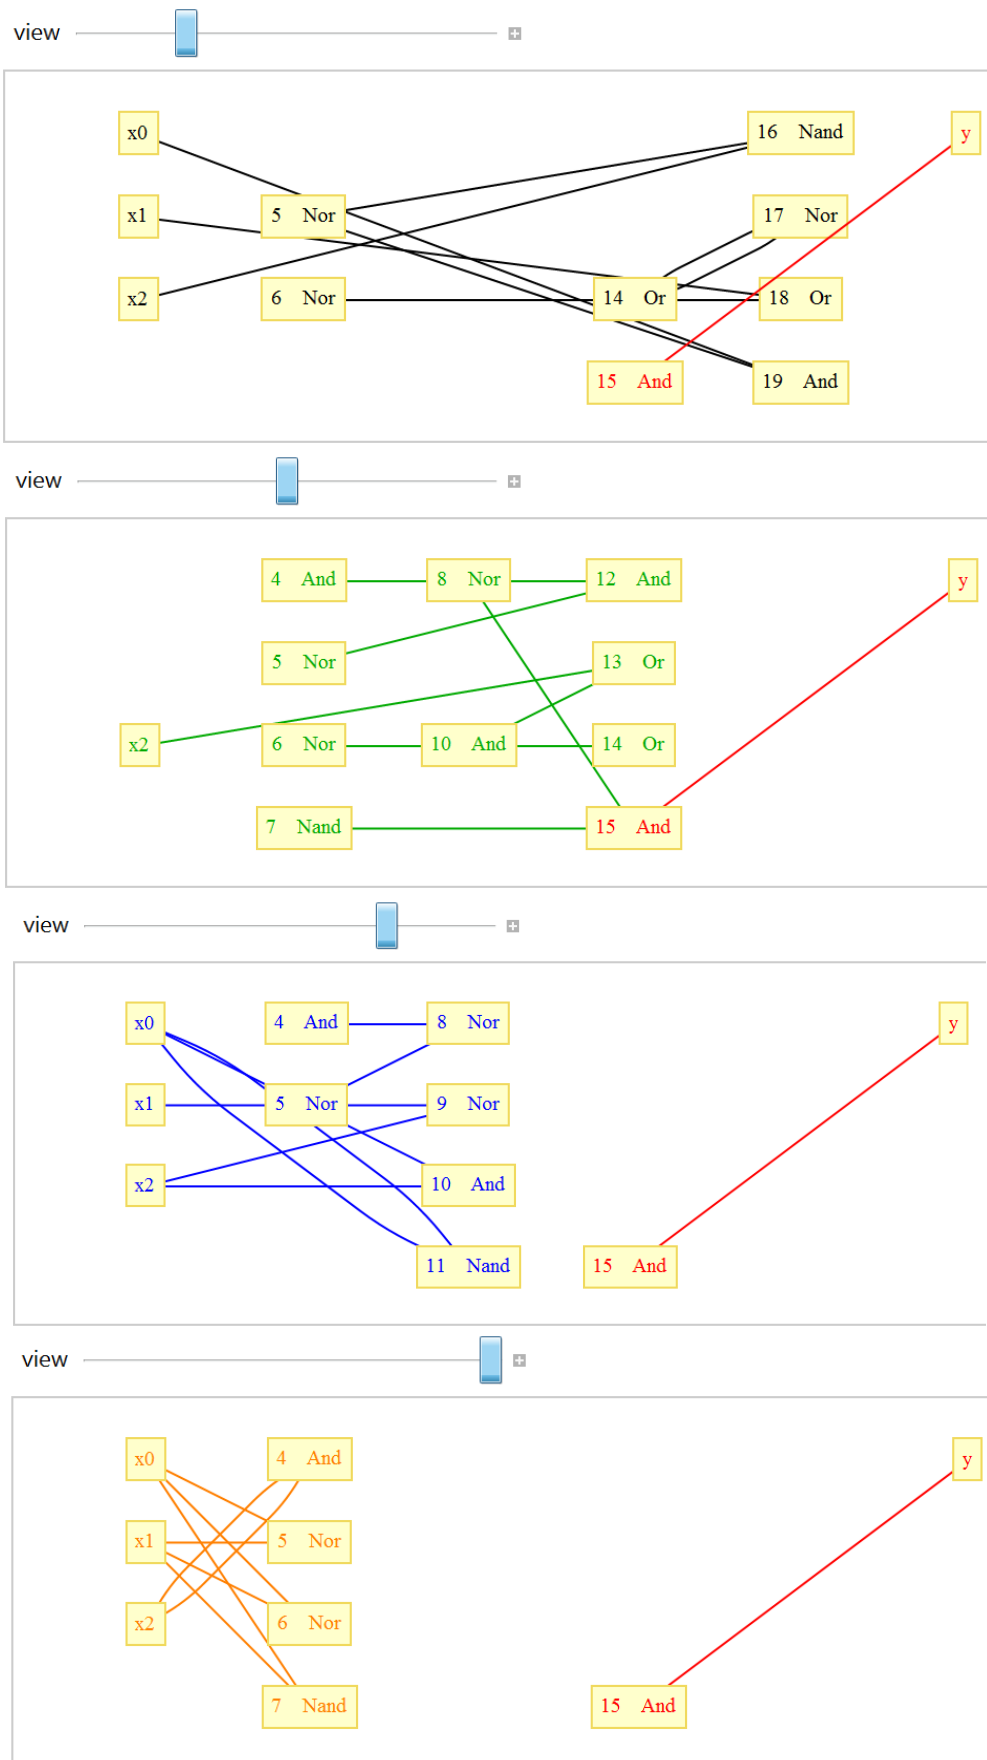 view
x0 16 Nand y
x1 5 Nor 17 Nor
x2 6 Nor 14 Or 18 Or
15 And 19 And
view
4 And 8 Nor 12 And y
5 Nor 13 Or
x2 6 Nor 10 And 14 Or
7 Nand 15 And
view
x0 4 And 8 Nor y
x1 5 Nor 9 Nor
x2 10 And
11 Nand 15 And
view
x0 4 And y
x1 5 Nor
x2 6 Nor
7 Nand 15 And